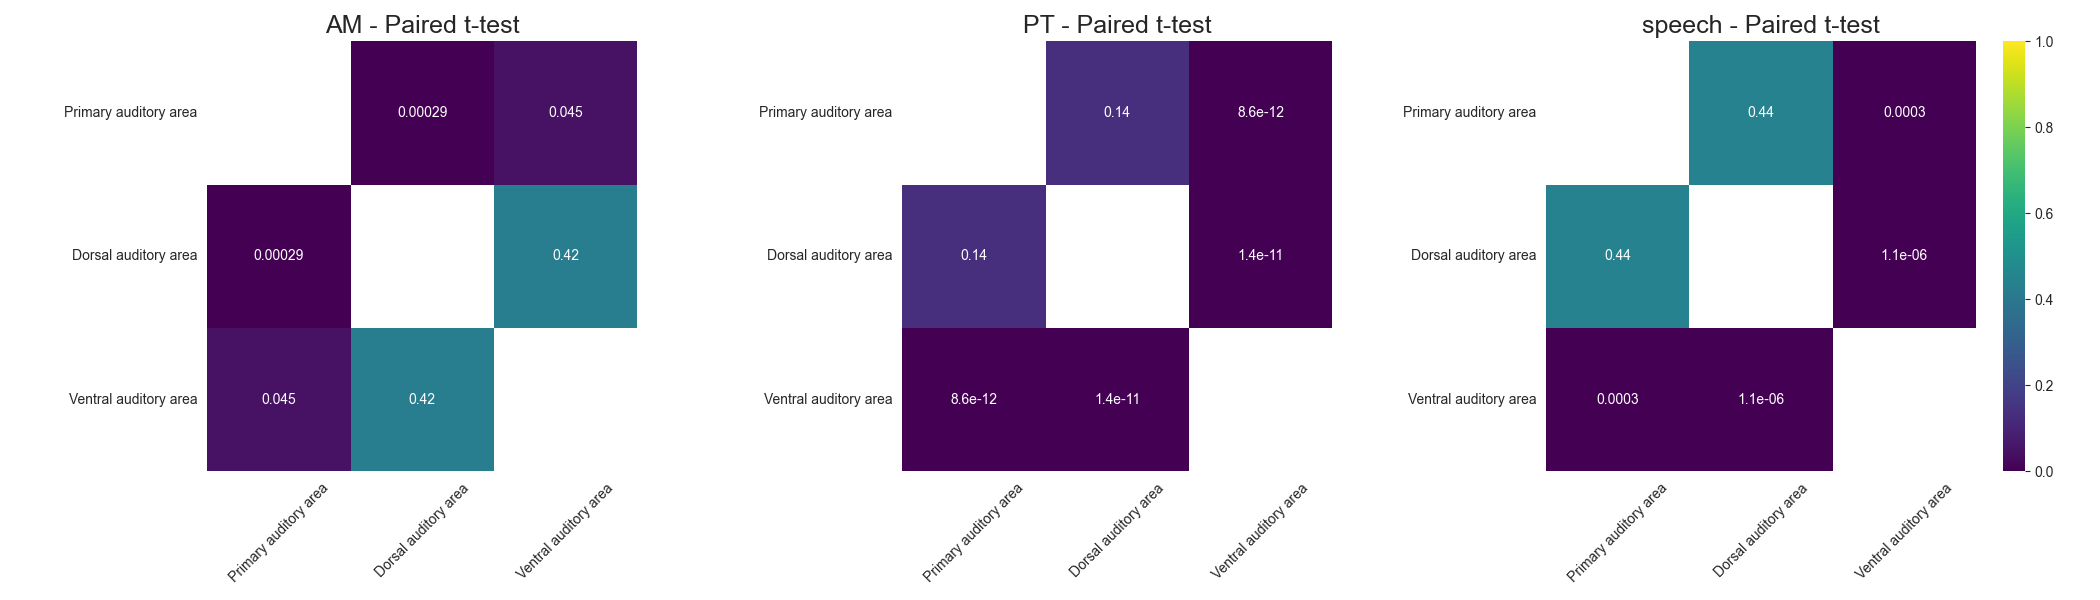 AM - Paired t-test
Primary auditory area
0.00029
0.045
Dorsal auditory area
0.00029
0.42
Ventral auditory area
0.045
0.42
Primary auditory area
Dorsal auditory area
Ventral auditory area
PT - Paired t-test
Primary auditory area
0.14
8.6e-12
Dorsal auditory area
0.14
1.4e-11
Ventral auditory area
8.6e-12
1.4e-11
Primary auditory area
Dorsal auditory area
Ventral auditory area
speech - Paired t-test
Primary auditory area
0.44
0.0003
Dorsal auditory area
0.44
1.1e-06
Ventral auditory area
0.0003
1.1e-06
Primary auditory area
Dorsal auditory area
Ventral auditory area
1.0
0.8
0.6
0.4
0.2
0.0